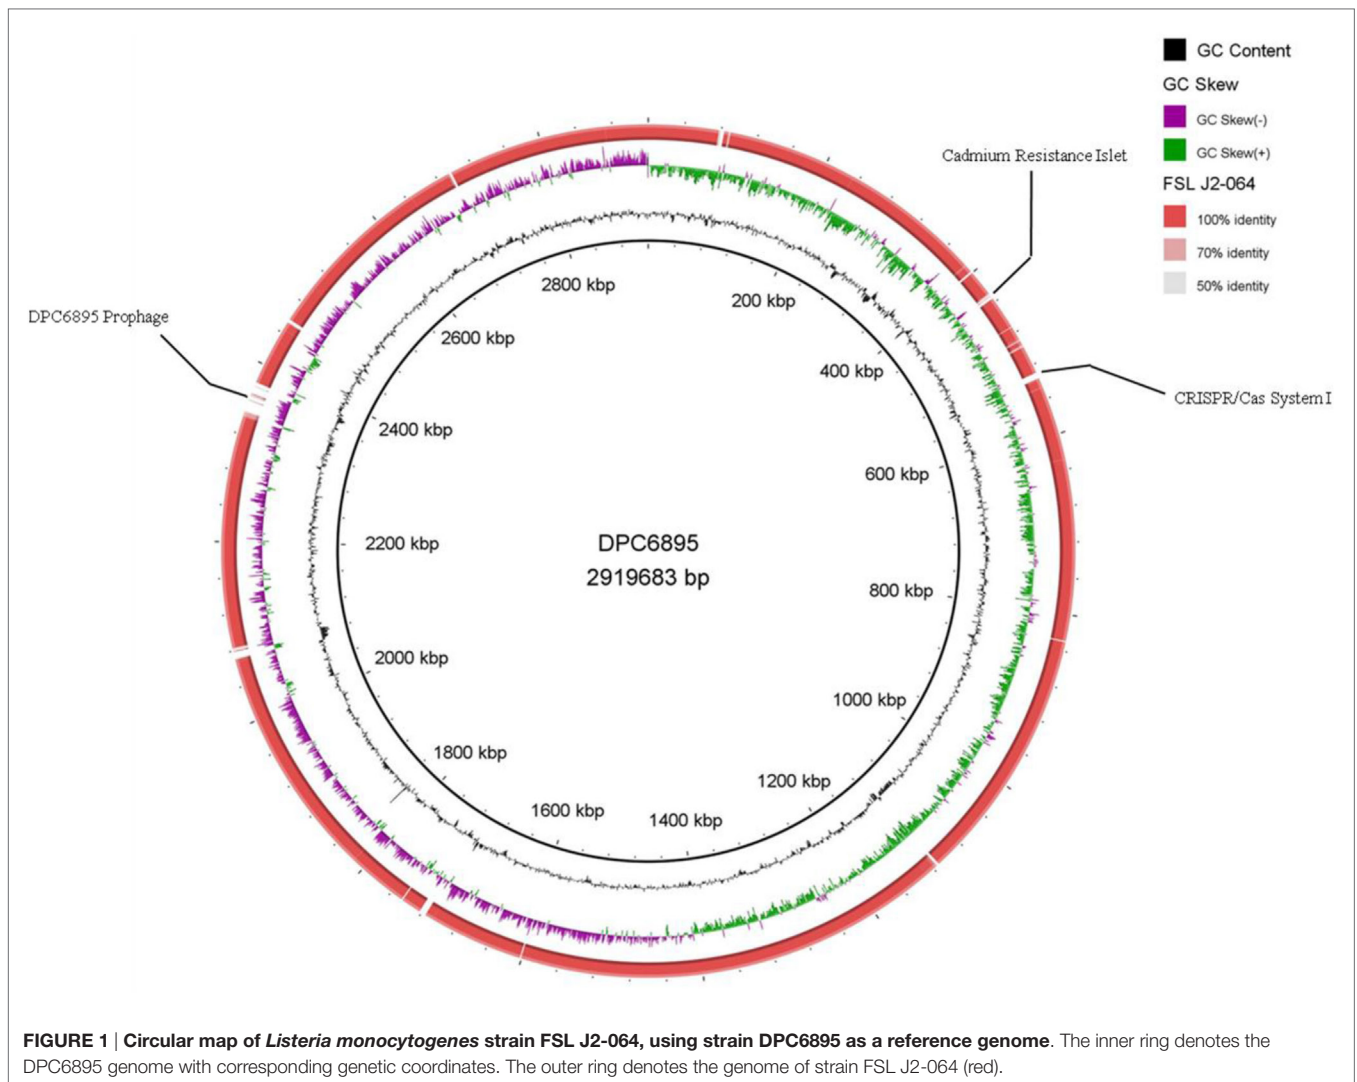 GC Content
GC Skew
GC Skew(-)
GC Skew(+)
FSL J2-064
100% identity
70% identity
50% identity
Cadmium Resistance Islet
CRISPR/Cas System I
DPC6895 Prophage
200 kbp
400 kbp
600 kbp
800 kbp
1000 kbp
1200 kbp
1400 kbp
1600 kbp
1800 kbp
2000 kbp
2200 kbp
2400 kbp
2600 kbp
2800 kbp
DPC6895
2919683 bp
FIGURE 1 | Circular map of Listeria monocytogenes strain FSL J2-064, using strain DPC6895 as a reference genome. The inner ring denotes the
DPC6895 genome with corresponding genetic coordinates. The outer ring denotes the genome of strain FSL J2-064 (red).